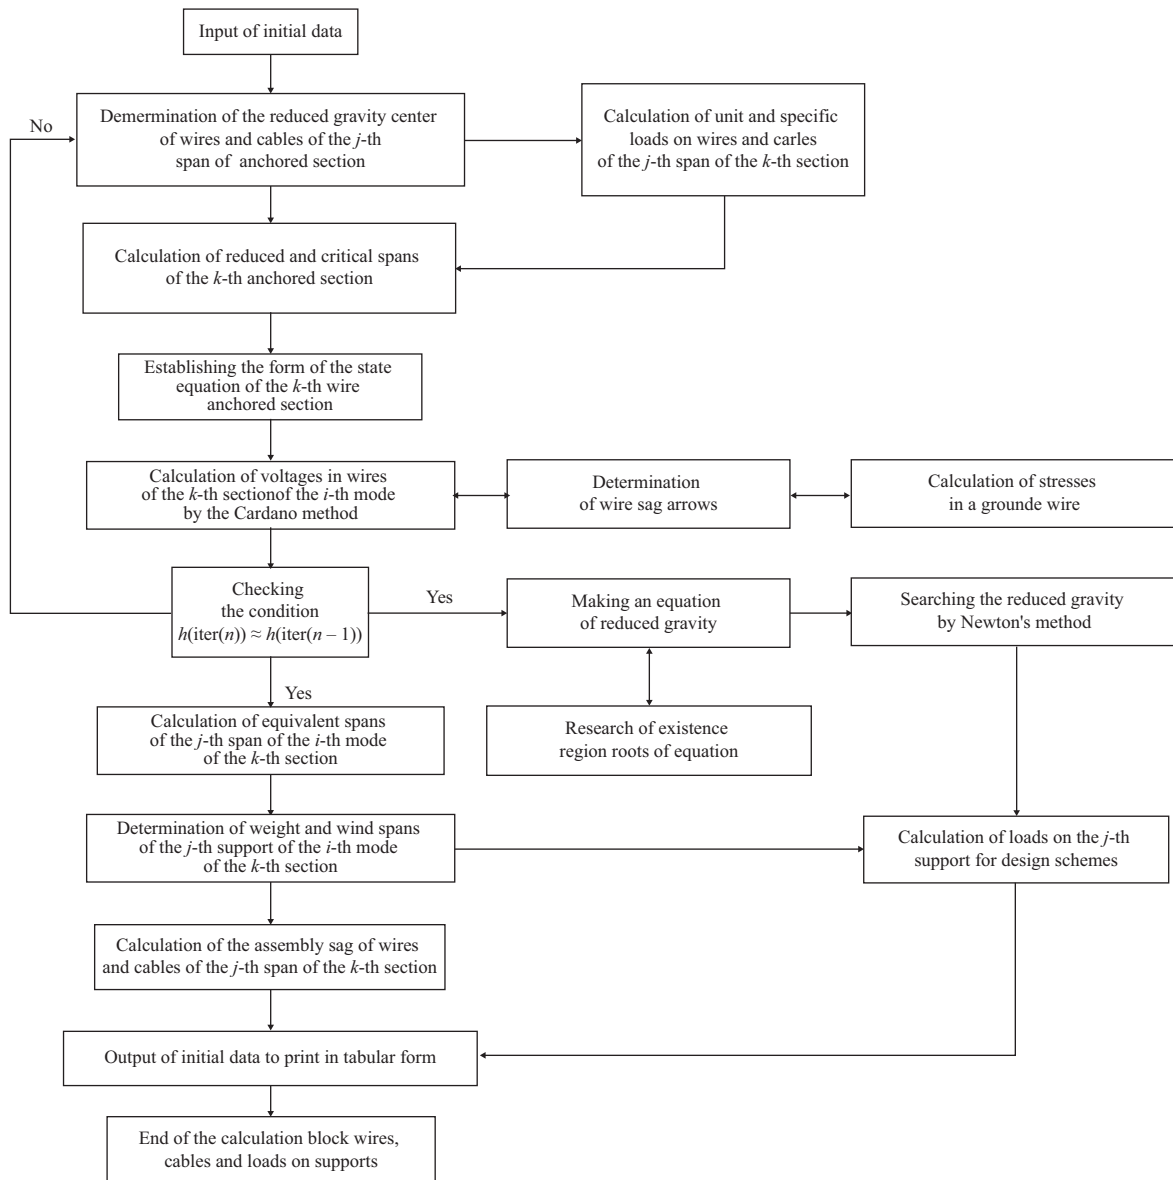 Input of initial data
No
Demermination of the reduced gravity center
of wires and cables of the j-th
span of anchored section
Calculation of unit and specific
loads on wires and carles
of the j-th span of the k-th section
Calculation of reduced and critical spans
of the k-th anchored section
Establishing the form of the state
equation of the k-th wire
anchored section
Calculation of voltages in wires
of the k-th sectionof the i-th mode
by the Cardano method
Determination
of wire sag arrows
Calculation of stresses
in a grounde wire
Checking
the condition
h(iter(n)) ≈ h(iter(n – 1))
Yes
Making an equation
of reduced gravity
Searching the reduced gravity
by Newton's method
Yes
Calculation of equivalent spans
of the j-th span of the i-th mode
of the k-th section
Research of existence
region roots of equation
Determination of weight and wind spans
of the j-th support of the i-th mode
of the k-th section
Calculation of loads on the j-th
support for design schemes
Calculation of the assembly sag of wires
and cables of the j-th span of the k-th section
Output of initial data to print in tabular form
End of the calculation block wires,
cables and loads on supports